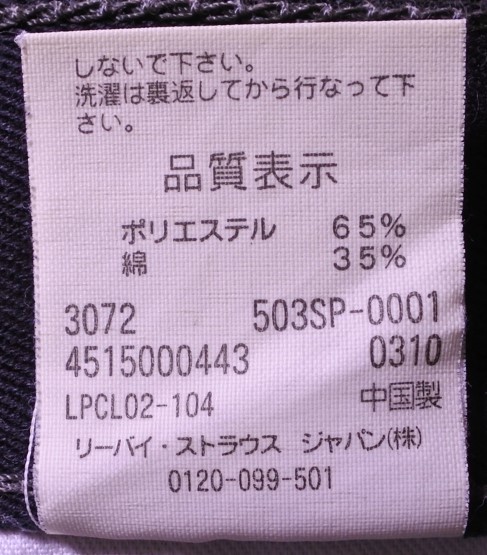 しないで下さい。
洗濯は裏返してから行なって下
さい。
品質表示
ポリエステル 65%
綿 35%
3072 503SP-0001
4515000443 0310
LPCL02-104 中国製
リーバイ・ストラウス ジャパン(株)
0120-099-501